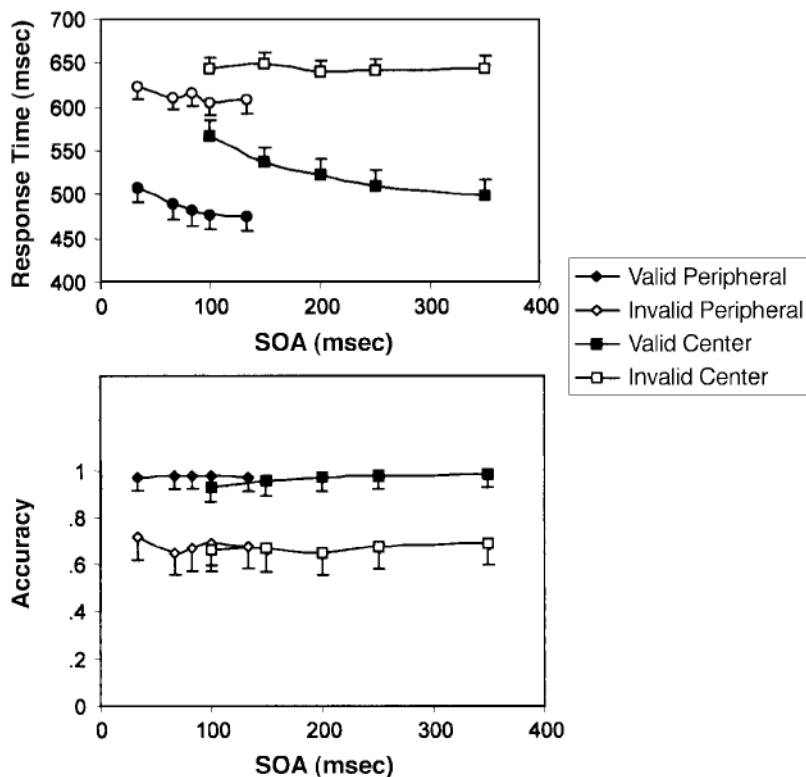 Response Time (msec)
700
650
600
550
500
450
400
0
100
200
300
400
SOA (msec)
Valid Peripheral
Invalid Peripheral
Valid Center
Invalid Center
Accuracy
1
.8
.6
.4
.2
0
0
100
200
300
400
SOA (msec)